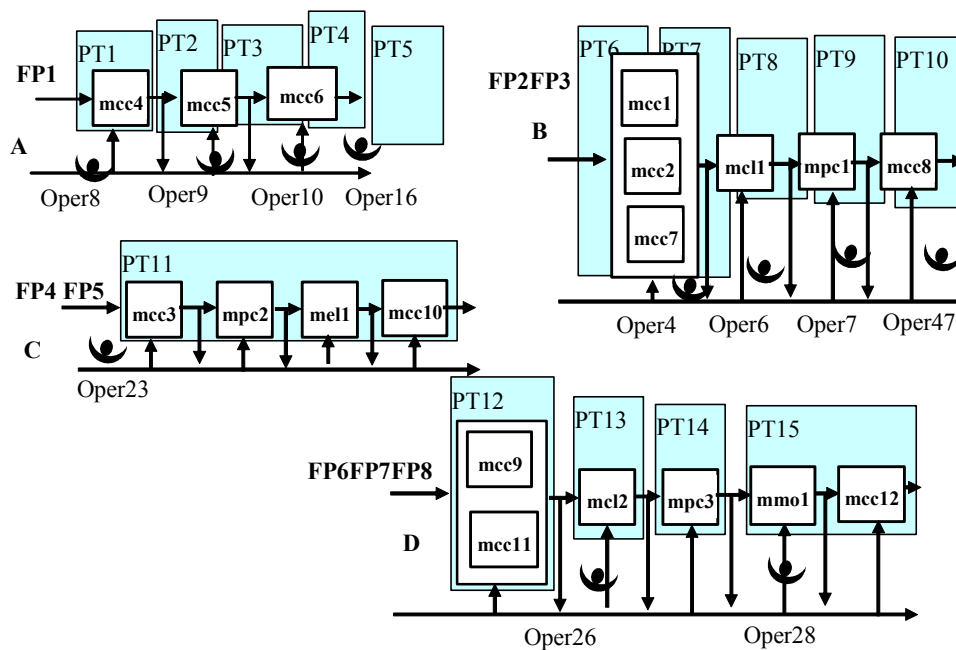 PT1 PT2 PT3 PT4 PT5
FP1
mcc4 mcc5 mcc6
A
Oper8 Oper9 Oper10 Oper16
PT6 PT7 PT8 PT9 PT10
FP2FP3
mcc1
B
mcc2 mcl1 mpc1 mcc8
mcc7
Oper4 Oper6 Oper7 Oper47
PT11
FP4 FP5
mcc3 mpc2 mel1 mcc10
C
Oper23
PT12 PT13 PT14 PT15
FP6FP7FP8
mcc9
mcl2 mpc3 mmo1 mcc12
D
mcc11
Oper26 Oper28